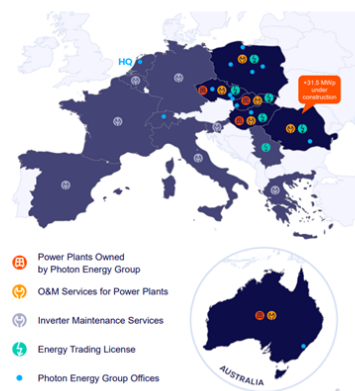 HQ
+31.5 MWp
under
construction
Power Plants Owned
by Photon Energy Group
O&M Services for Power Plants
Inverter Maintenance Services
Energy Trading License
Photon Energy Group Offices
AUSTRALIA